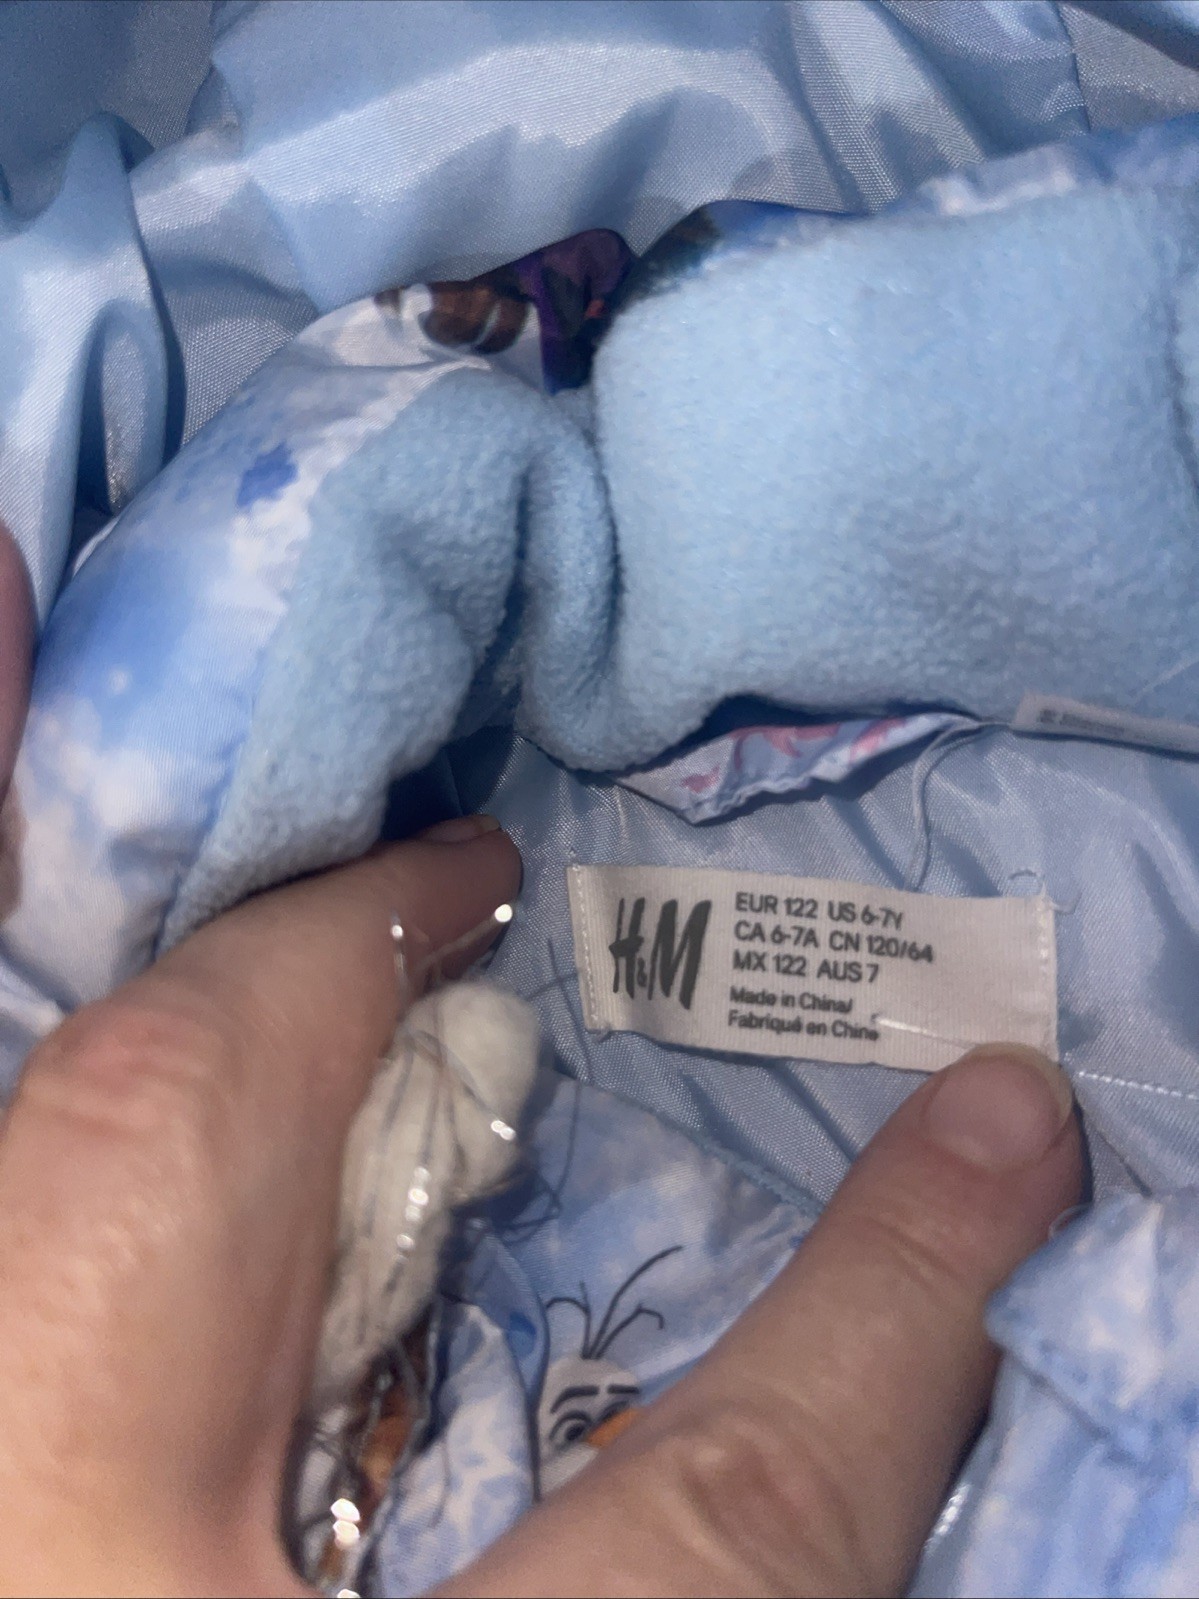 H&M
EUR 122 US 6-7Y
CA 6-7A CN 120/64
MX 122 AUS 7
Made in China/
Fabriqué en Chine